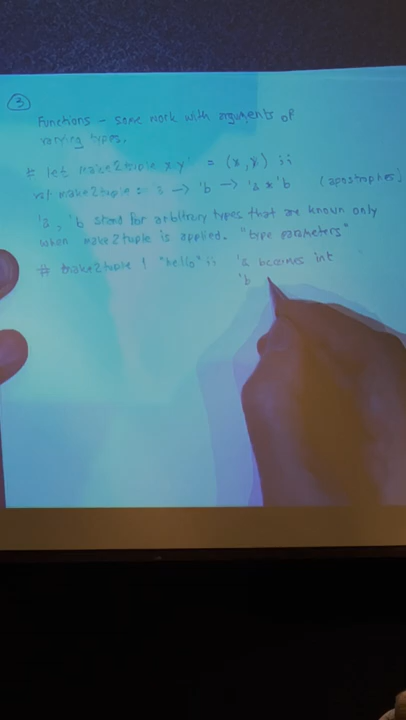 3
Functions - some work with arguments of
varying types.
# let make2tuple x y = (x, y) ;;
val make2tuple : 'a -> 'b -> 'a * 'b (apostrophes)
'a, 'b stand for arbitrary types that are known only
when make2tuple is applied. "type parameters"
# make2tuple 1 "hello" ;; 'a becomes int
'b